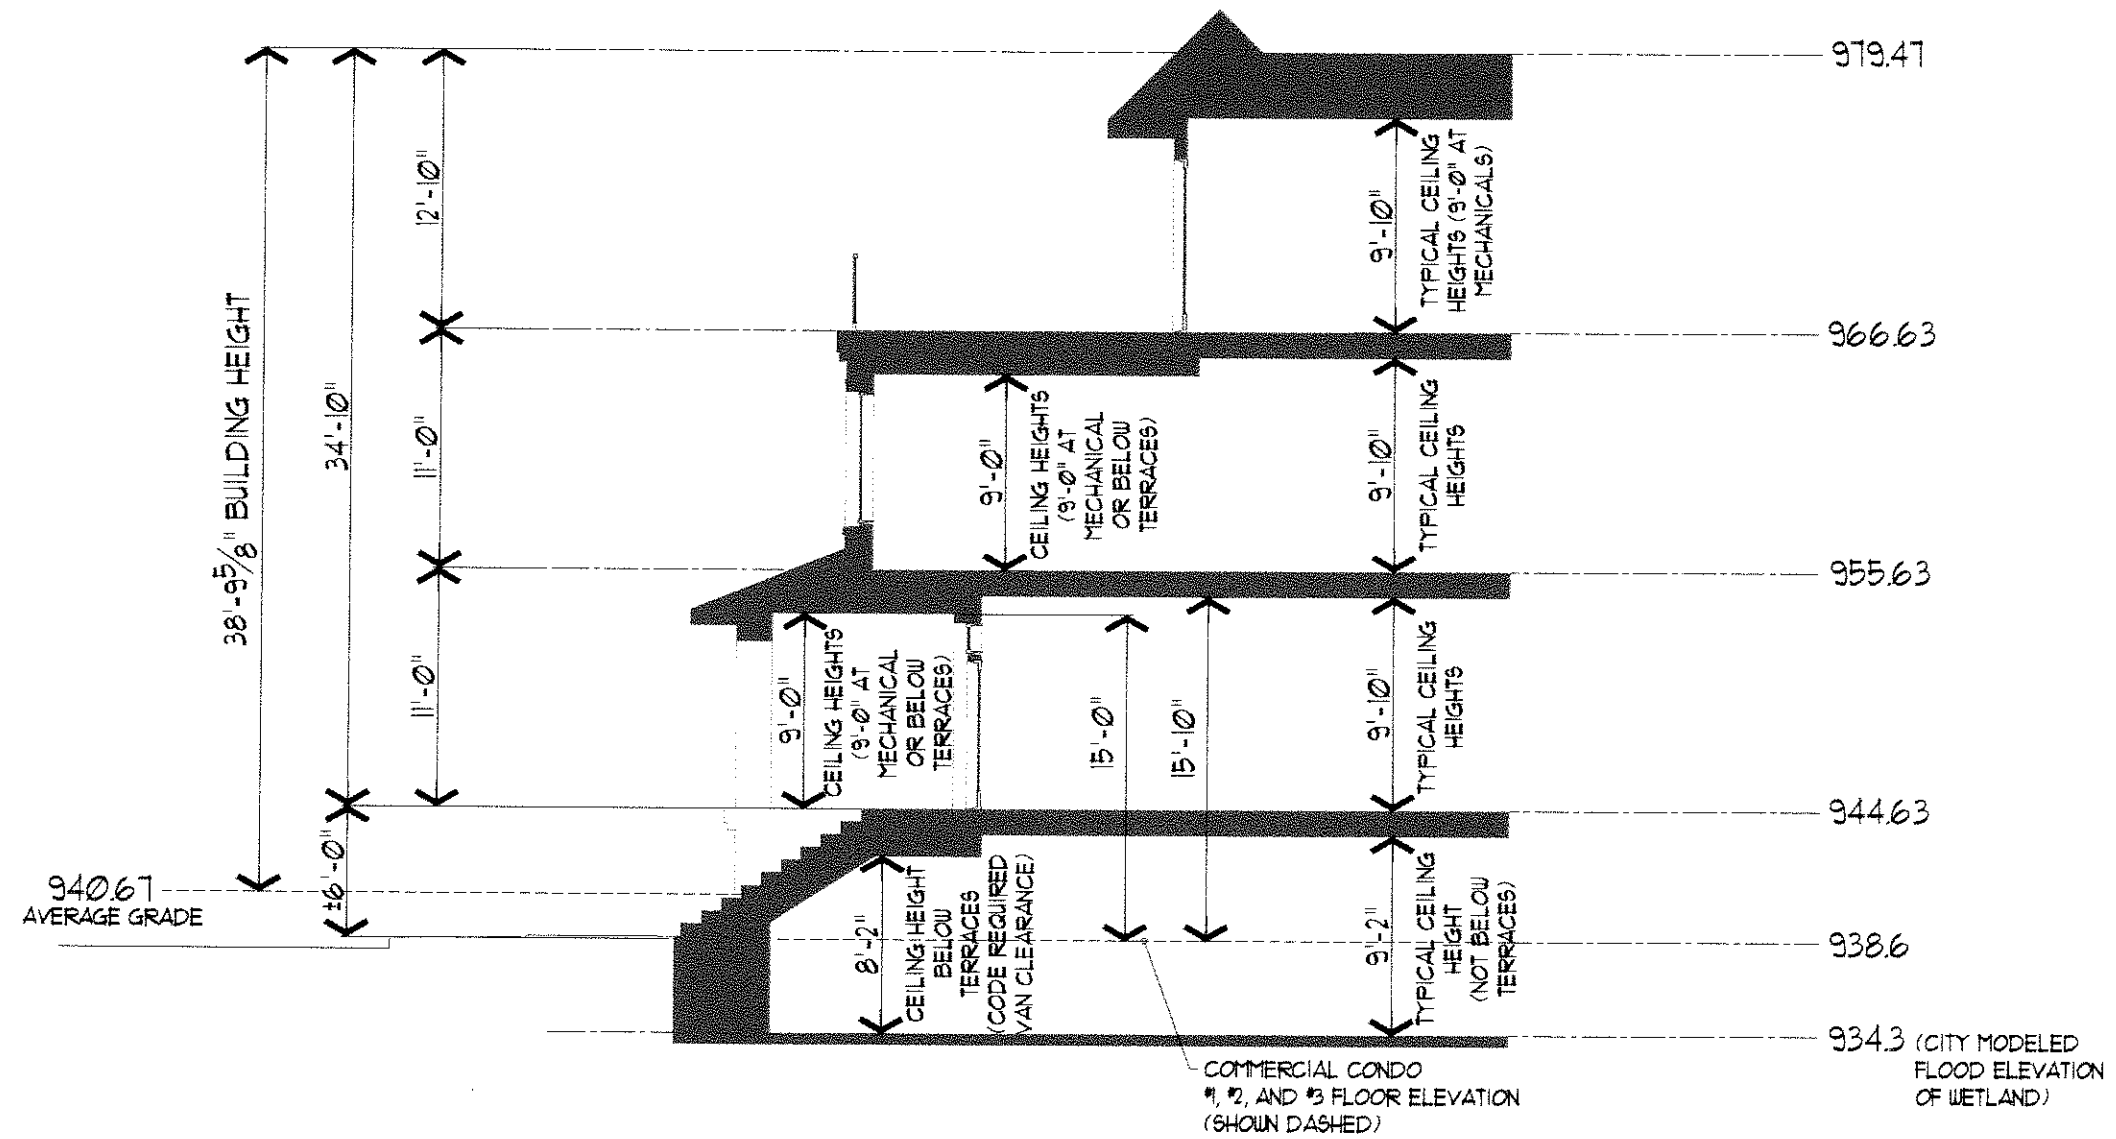 979.47
12'-10"
9'-10"
TYPICAL CEILING
HEIGHTS (9'-0" AT
MECHANICALS)
966.63
38'-9 5/8" BUILDING HEIGHT
34'-10"
11'-0"
9'-0"
CEILING HEIGHTS
(9'-0" AT
MECHANICAL
OR BELOW
TERRACES)
9'-10"
TYPICAL CEILING
HEIGHTS
955.63
11'-0"
9'-0"
CEILING HEIGHTS
(9'-0" AT
MECHANICAL
OR BELOW
TERRACES)
15'-0"
15'-10"
9'-10"
TYPICAL CEILING
HEIGHTS
944.63
940.67
AVERAGE GRADE
±6'-0"
8'-2"
CEILING HEIGHT
BELOW
TERRACES
(CODE REQUIRED
VAN CLEARANCE)
9'-2"
TYPICAL CEILING
HEIGHT
(NOT BELOW
TERRACES)
938.6
934.3 (CITY MODELED
FLOOD ELEVATION
OF WETLAND)
COMMERCIAL CONDO
#1, #2, AND #3 FLOOR ELEVATION
(SHOWN DASHED)